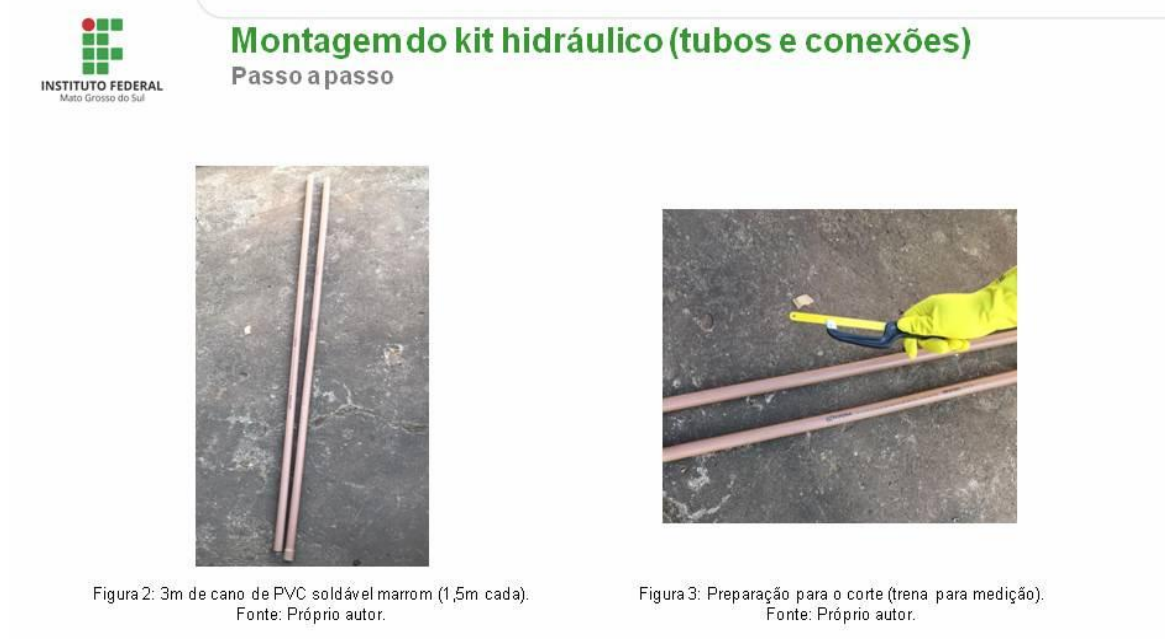 INSTITUTO FEDERAL
Mato Grosso do Sul
Montagem do kit hidráulico (tubos e conexões)
Passo a passo
Figura 2: 3m de cano de PVC soldável marrom (1,5m cada).
Fonte: Próprio autor.
Figura 3: Preparação para o corte (trena para medição).
Fonte: Próprio autor.